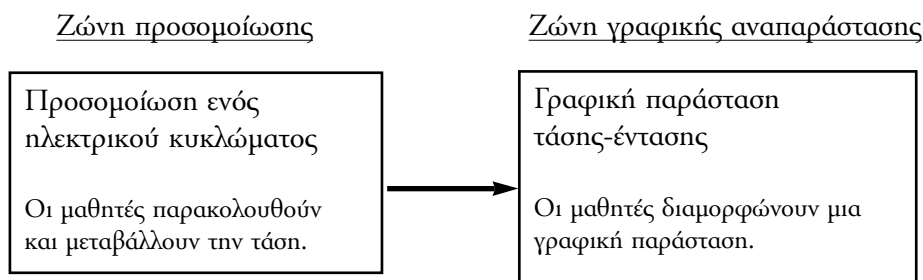 Ζώνη προσομοίωσης
Προσομοίωση ενός
ηλεκτρικού κυκλώματος
Οι μαθητές παρακολουθούν
και μεταβάλλουν την τάση.
Ζώνη γραφικής αναπαράστασης
Γραφική παράσταση
τάσης-έντασης
Οι μαθητές διαμορφώνουν μια
γραφική παράσταση.